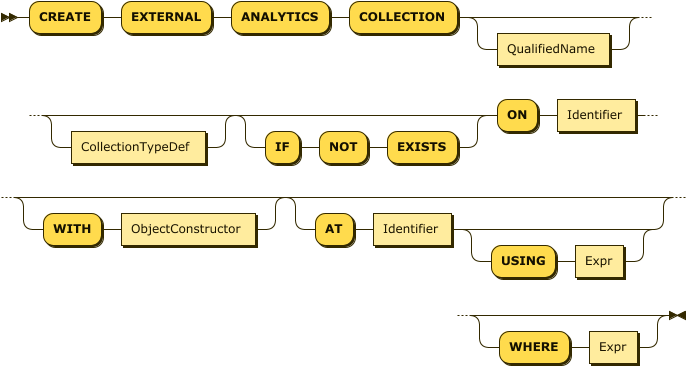 CREATE EXTERNAL ANALYTICS COLLECTION
QualifiedName
CollectionTypeDef IF NOT EXISTS ON Identifier
WITH ObjectConstructor AT Identifier
USING Expr
WHERE Expr